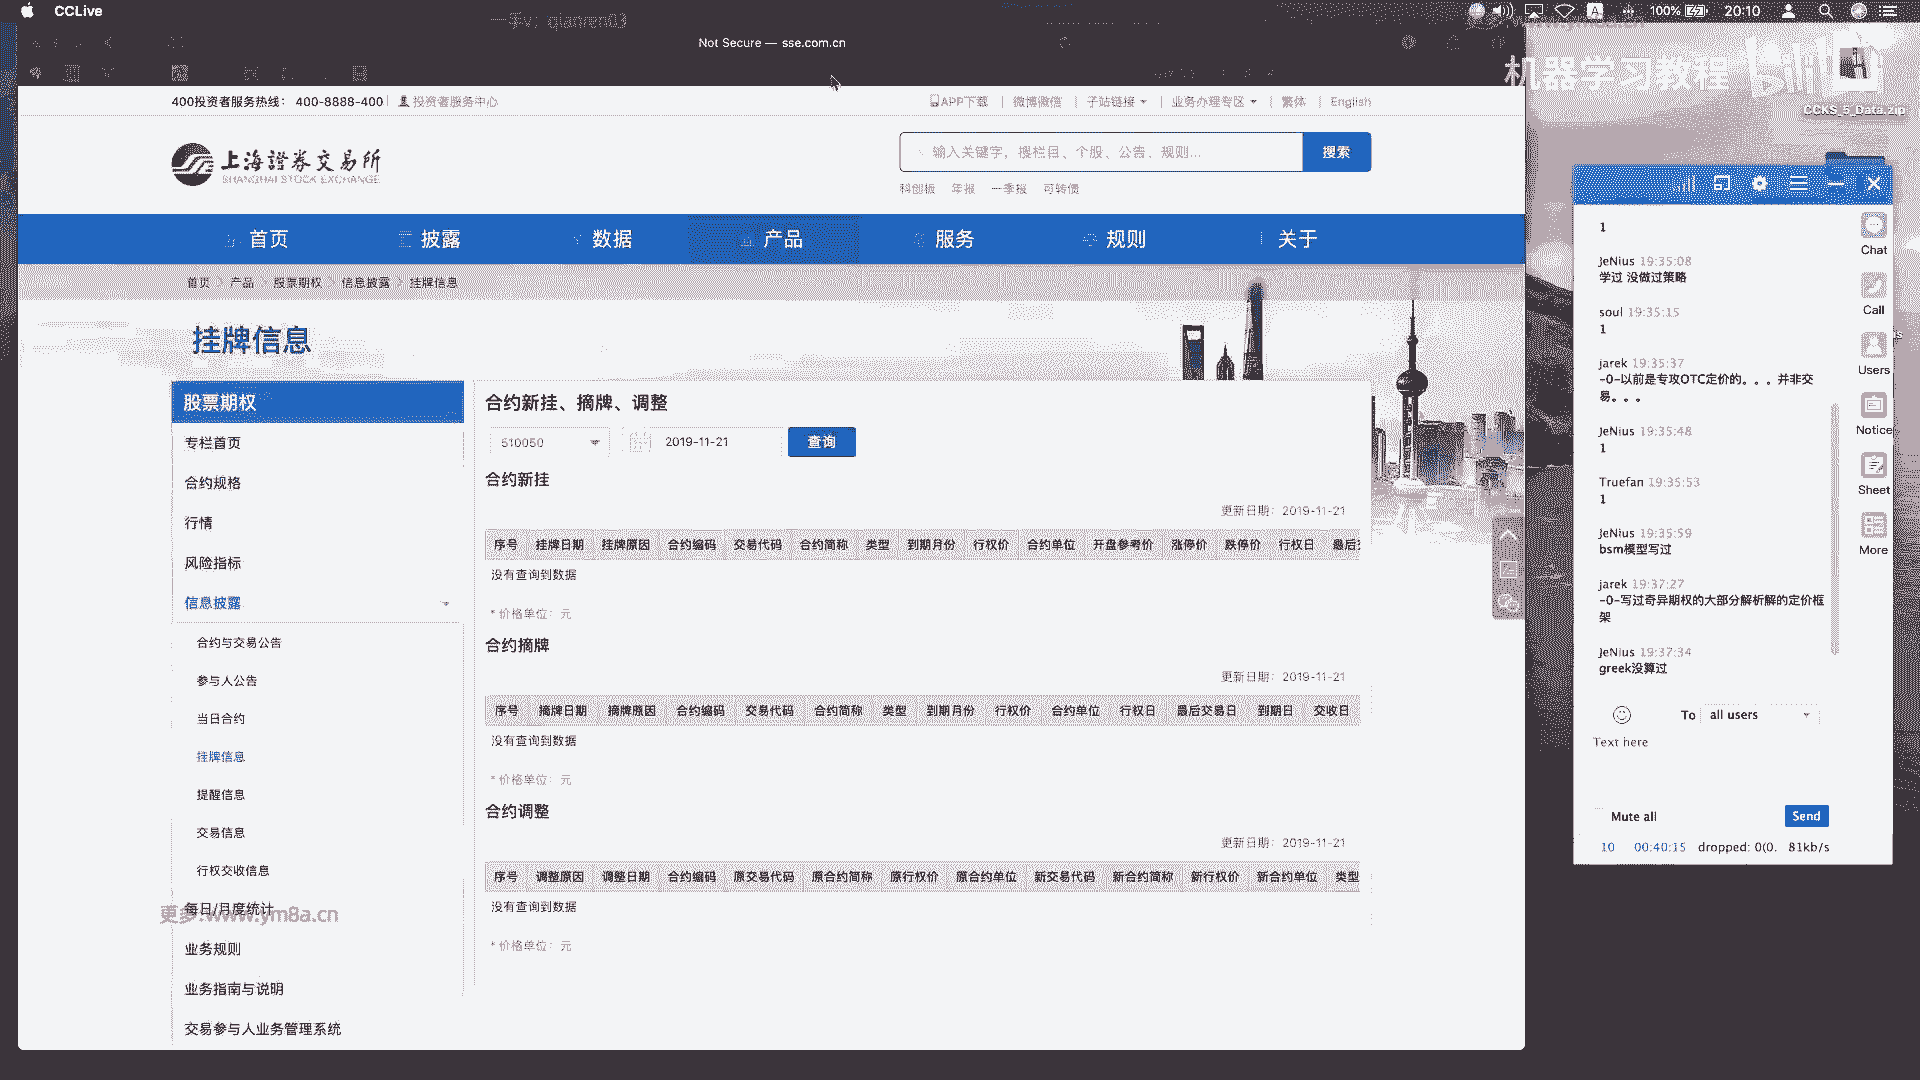 CCLive
一手v：qianren03
100%
A
20:10
Not Secure — sse.com.cn
机器学习教程
bili
CCKS_5_Data.zip
400投资者服务热线： 400-8888-400
投资者服务中心
APP下载
微博微信
子站链接
业务办理专区
繁体
English
上海證券交易所
SHANGHAI STOCK EXCHANGE
输入关键字，搜栏目、个股、公告、规则...
搜索
科创板 年报 一季报 可转债
首页 披露 数据 产品 服务 规则 关于
首页 产品 股票期权 信息披露 挂牌信息
挂牌信息
股票期权
专栏首页
合约规格
行情
风险指标
信息披露
合约与交易公告
参与人公告
当日合约
挂牌信息
提醒信息
交易信息
行权交收信息
每日/月度统计
更多:www.ym8a.cn
业务规则
业务指南与说明
交易参与人业务管理系统
合约新挂、摘牌、调整
510050
2019-11-21
查询
合约新挂
更新日期： 2019-11-21
序号 挂牌日期 挂牌原因 合约编码 交易代码 合约简称 类型 到期月份 行权价 合约单位 开盘参考价 涨停价 跌停价 行权日 最后
没有查询到数据
* 价格单位：元
合约摘牌
更新日期： 2019-11-21
序号 摘牌日期 摘牌原因 合约编码 交易代码 合约简称 类型 到期月份 行权价 合约单位 行权日 最后交易日 到期日 交收日
没有查询到数据
* 价格单位：元
合约调整
更新日期： 2019-11-21
序号 调整原因 调整日期 合约编码 原交易代码 原合约简称 原行权价 原合约单位 新交易代码 新合约简称 新行权价 新合约单位 类型
没有查询到数据
* 价格单位：元
1
JeNius 19:35:08
学过 没做过策略
soul 19:35:15
1
jarek 19:35:37
-0-以前是专攻OTC定价的。。。并非交
易。。。
JeNius 19:35:48
1
Truefan 19:35:53
1
JeNius 19:35:59
bsm模型写过
jarek 19:37:27
-0-写过奇异期权的大部分解析解的定价框
架
JeNius 19:37:34
greek没算过
Chat
Call
Users
Notice
Sheet
More
To all users
Text here
Mute all
Send
10 00:40:15 dropped: 0(0. 81kb/s